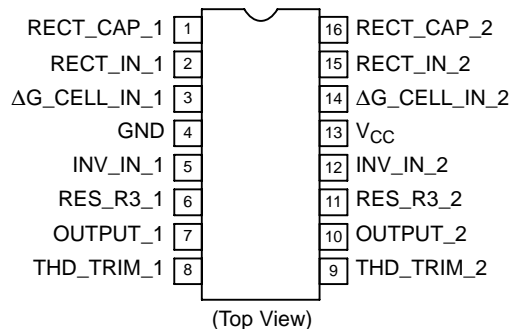 RECT_CAP_1 1 16 RECT_CAP_2
RECT_IN_1 2 15 RECT_IN_2
ΔG_CELL_IN_1 3 14 ΔG_CELL_IN_2
GND 4 13 VCC
INV_IN_1 5 12 INV_IN_2
RES_R3_1 6 11 RES_R3_2
OUTPUT_1 7 10 OUTPUT_2
THD_TRIM_1 8 9 THD_TRIM_2
(Top View)